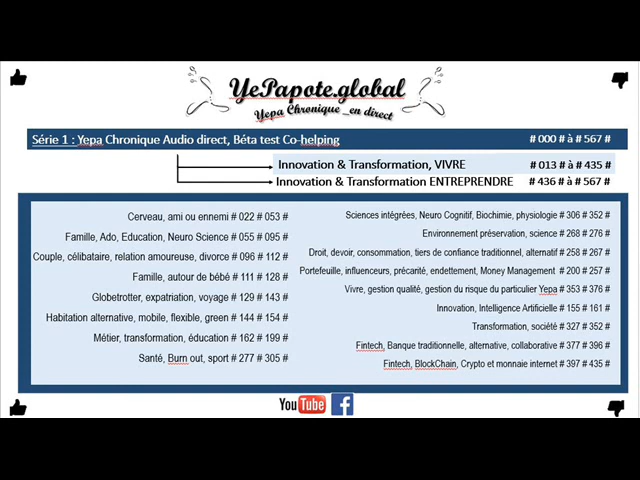 YePapote.global
Yepa Chronique _en direct
Série 1 : Yepa Chronique Audio direct, Béta test Co-helping # 000 # à # 567 #
Innovation & Transformation, VIVRE # 013 # à # 435 #
Innovation & Transformation ENTREPRENDRE # 436 # à # 567 #
Cerveau, ami ou ennemi # 022 # 053 #
Famille, Ado, Education, Neuro Science # 055 # 095 #
Couple, célibataire, relation amoureuse, divorce # 096 # 112 #
Famille, autour de bébé # 111 # 128 #
Globetrotter, expatriation, voyage # 129 # 143 #
Habitation alternative, mobile, flexible, green # 144 # 154 #
Métier, transformation, éducation # 162 # 199 #
Santé, Burn out, sport # 277 # 305 #
Sciences intégrées, Neuro Cognitif, Biochimie, physiologie # 306 # 352 #
Environnement préservation, science # 268 # 276 #
Droit, devoir, consommation, tiers de confiance traditionnel, alternatif # 258 # 267 #
Portefeuille, influenceurs, précarité, endettement, Money Management # 200 # 257 #
Vivre, gestion qualité, gestion du risque du particulier Yepa # 353 # 376 #
Innovation, Intelligence Artificielle # 155 # 161 #
Transformation, société # 327 # 352 #
Fintech, Banque traditionnelle, alternative, collaborative # 377 # 396 #
Fintech, BlockChain, Crypto et monnaie internet # 397 # 435 #
YouTube f